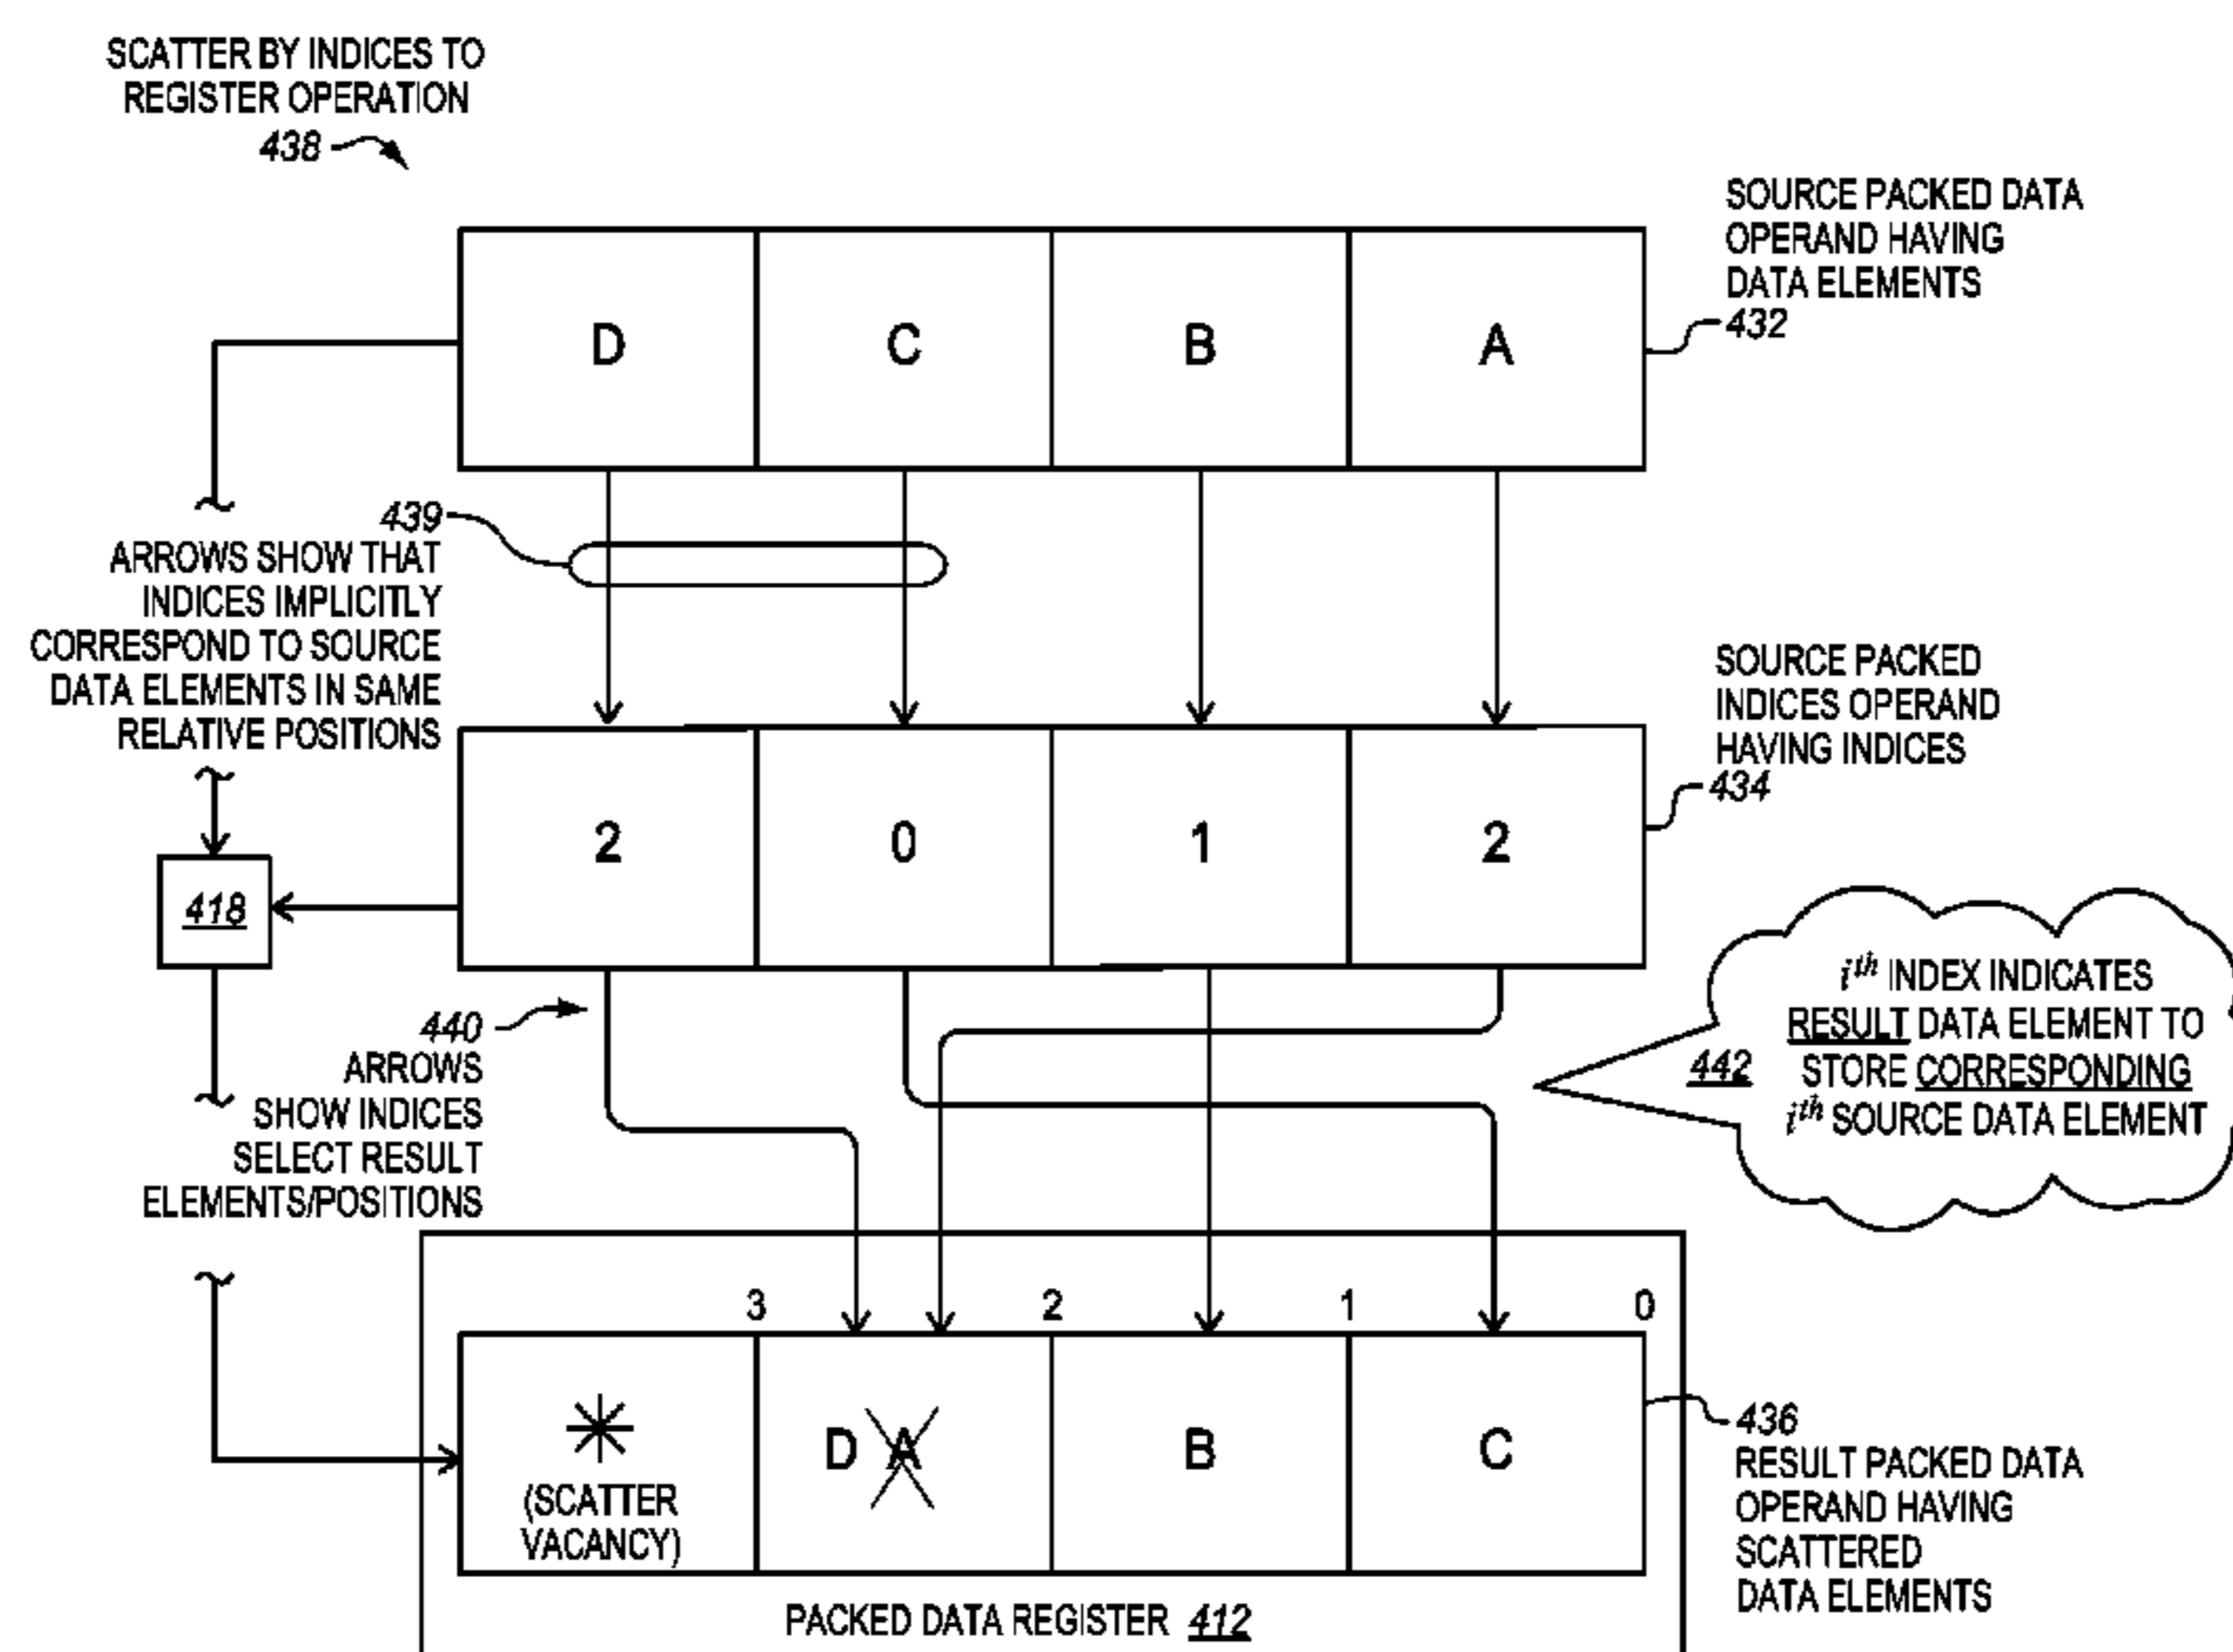 SCATTER BY INDICES TO
REGISTER OPERATION
438
SOURCE PACKED DATA
OPERAND HAVING
DATA ELEMENTS
432
D C B A
439
ARROWS SHOW THAT
INDICES IMPLICITLY
CORRESPOND TO SOURCE
DATA ELEMENTS IN SAME
RELATIVE POSITIONS
SOURCE PACKED
INDICES OPERAND
HAVING INDICES
434
2 0 1 2
418
440
ARROWS
SHOW INDICES
SELECT RESULT
ELEMENTS/POSITIONS
ith INDEX INDICATES
RESULT DATA ELEMENT TO
442 STORE CORRESPONDING
ith SOURCE DATA ELEMENT
3 2 1 0
* D A B C
(SCATTER
VACANCY)
436
RESULT PACKED DATA
OPERAND HAVING
SCATTERED
DATA ELEMENTS
PACKED DATA REGISTER 412